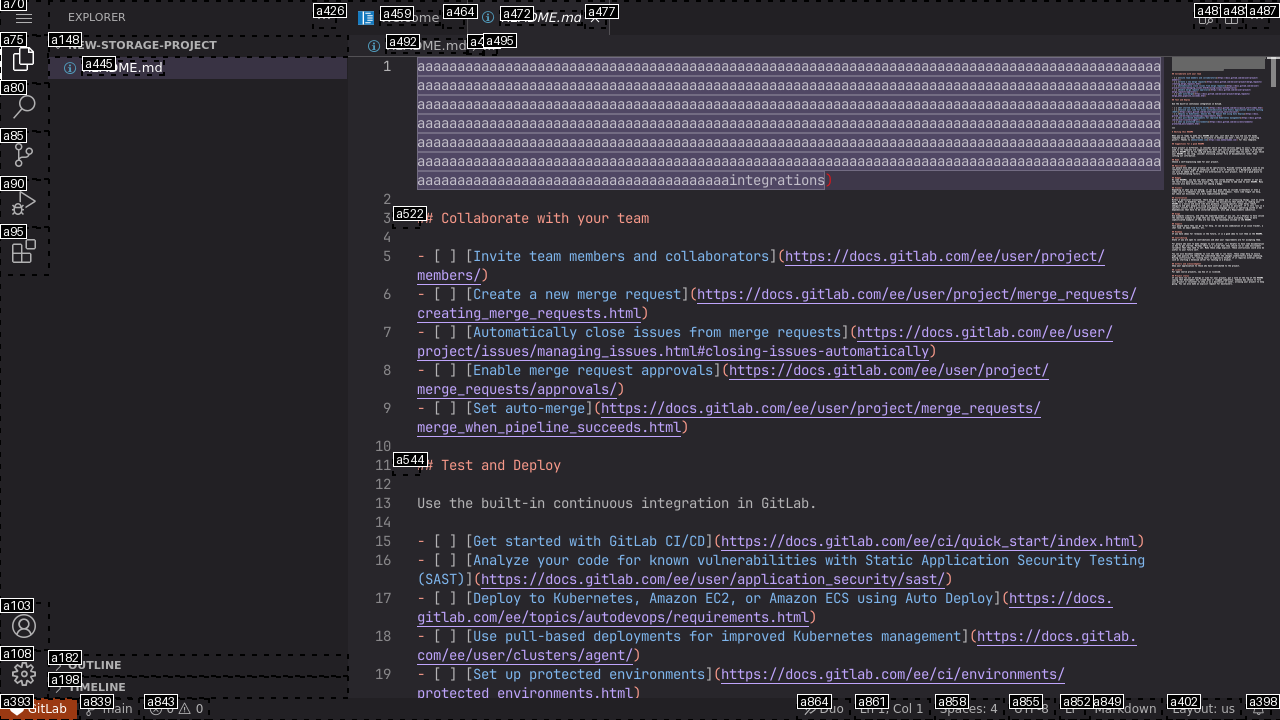 a70
EXPLORER
a426
a459
a464
a472
a477
a487
a75
a148
NEW-STORAGE-PROJECT
a492
a495
a445
a80
a85
a90
a95
1 aaaaaaaaaaaaaaaaaaaaaaaaaaaaaaaaaaaaaaaaaaaaaaaaaaaaaaaaaaaaaaaaaaaaaaaaaaaaaaaaaaaaaaaaaaaaa
aaaaaaaaaaaaaaaaaaaaaaaaaaaaaaaaaaaaaaaaaaaaaaaaaaaaaaaaaaaaaaaaaaaaaaaaaaaaaaaaaaaaaaaaaaaaa
aaaaaaaaaaaaaaaaaaaaaaaaaaaaaaaaaaaaaaaaaaaaaaaaaaaaaaaaaaaaaaaaaaaaaaaaaaaaaaaaaaaaaaaaaaaaa
aaaaaaaaaaaaaaaaaaaaaaaaaaaaaaaaaaaaaaaaaaaaaaaaaaaaaaaaaaaaaaaaaaaaaaaaaaaaaaaaaaaaaaaaaaaaa
aaaaaaaaaaaaaaaaaaaaaaaaaaaaaaaaaaaaaaaaaaaaaaaaaaaaaaaaaaaaaaaaaaaaaaaaaaaaaaaaaaaaaaaaaaaaa
aaaaaaaaaaaaaaaaaaaaaaaaaaaaaaaaaaaaaaaaaaaaaaaaaaaaaaaaaaaaaaaaaaaaaaaaaaaaaaaaaaaaaaaaaaaaa
aaaaaaaaaaaaaaaaaaaaaaaaaaaaaaaaaaaaaaaintegrations)
2
3 a522 ## Collaborate with your team
4
5 - [ ] [Invite team members and collaborators](https://docs.gitlab.com/ee/user/project/
members/)
6 - [ ] [Create a new merge request](https://docs.gitlab.com/ee/user/project/merge_requests/
creating_merge_requests.html)
7 - [ ] [Automatically close issues from merge requests](https://docs.gitlab.com/ee/user/
project/issues/managing_issues.html#closing-issues-automatically)
8 - [ ] [Enable merge request approvals](https://docs.gitlab.com/ee/user/project/
merge_requests/approvals/)
9 - [ ] [Set auto-merge](https://docs.gitlab.com/ee/user/project/merge_requests/
merge_when_pipeline_succeeds.html)
10
11 a544 ## Test and Deploy
12
13 Use the built-in continuous integration in GitLab.
14
15 - [ ] [Get started with GitLab CI/CD](https://docs.gitlab.com/ee/ci/quick_start/index.html)
16 - [ ] [Analyze your code for known vulnerabilities with Static Application Security Testing
(SAST)](https://docs.gitlab.com/ee/user/application_security/sast/)
17 - [ ] [Deploy to Kubernetes, Amazon EC2, or Amazon ECS using Auto Deploy](https://docs.
gitlab.com/ee/topics/autodevops/requirements.html)
18 - [ ] [Use pull-based deployments for improved Kubernetes management](https://docs.gitlab.
com/ee/user/clusters/agent/)
19 - [ ] [Set up protected environments](https://docs.gitlab.com/ee/ci/environments/
protected_environments.html)
a103
a108
a182
OUTLINE
a198
TIMELINE
a393
a839
a843
a864
a861
a858
a855
a852
a849
a402
a398
GitLab
main
0
0
Duo
Ln 1, Col 1
Spaces: 4
UTF-8
Markdown
Layout: us